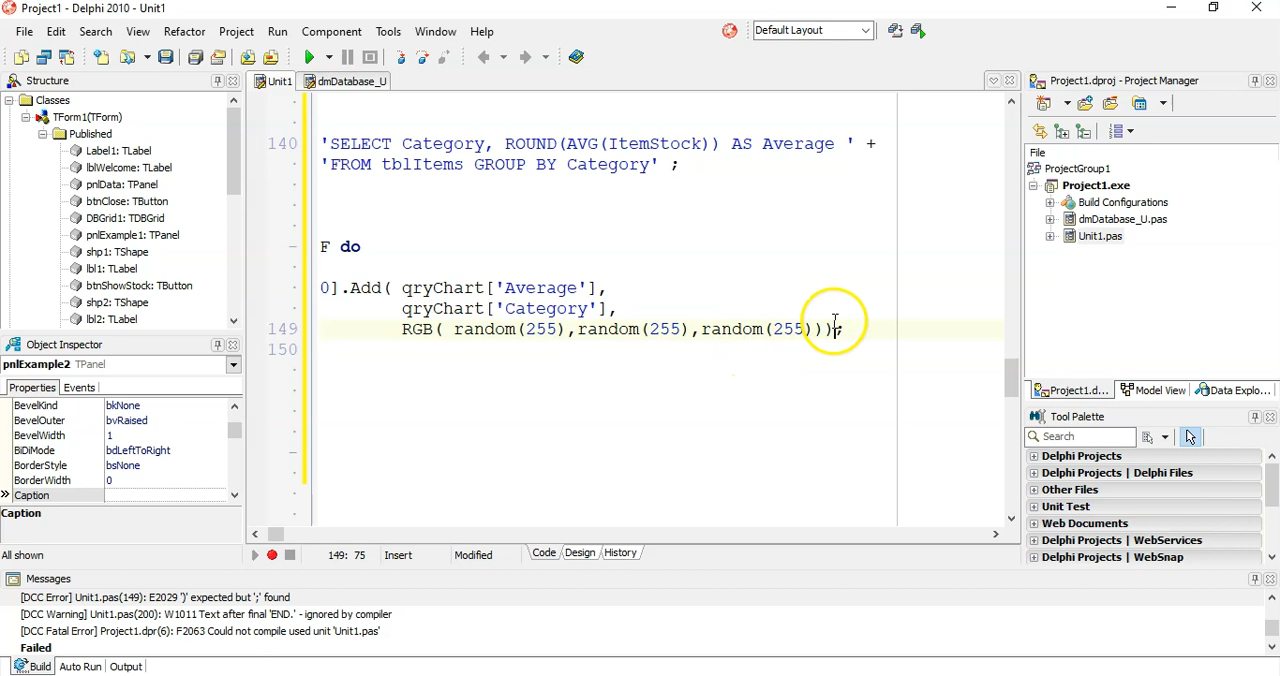 Project1 - Delphi 2010 - Unit1
File Edit Search View Refactor Project Run Component Tools Window Help
Default Layout
Structure
Classes
TForm1(TForm)
Published
Label1: TLabel
lblWelcome: TLabel
pnlData: TPanel
btnClose: TButton
DBGrid1: TDBGrid
pnlExample1: TPanel
shp1: TShape
lbl1: TLabel
btnShowStock: TButton
shp2: TShape
lbl2: TLabel
Object Inspector
pnlExample2 TPanel
Properties Events
BevelKind bkNone
BevelOuter bvRaised
BevelWidth 1
BiDiMode bdLeftToRight
BorderStyle bsNone
BorderWidth 0
Caption
Caption
All shown
Unit1 dmDatabase_U
140 'SELECT Category, ROUND(AVG(ItemStock)) AS Average ' +
'FROM tblItems GROUP BY Category' ;
F do
0].Add( qryChart['Average'],
qryChart['Category'],
149 RGB( random(255),random(255),random(255)));
150
149: 75 Insert Modified Code Design History
Project1.dproj - Project Manager
File
ProjectGroup1
Project1.exe
Build Configurations
dmDatabase_U.pas
Unit1.pas
Project1.d... Model View Data Explo...
Tool Palette
Search
Delphi Projects
Delphi Projects | Delphi Files
Other Files
Unit Test
Web Documents
Delphi Projects | WebServices
Delphi Projects | WebSnap
Messages
[DCC Error] Unit1.pas(149): E2029 ')' expected but ';' found
[DCC Warning] Unit1.pas(200): W1011 Text after final 'END.' - ignored by compiler
[DCC Fatal Error] Project1.dpr(6): F2063 Could not compile used unit 'Unit1.pas'
Failed
Build Auto Run Output